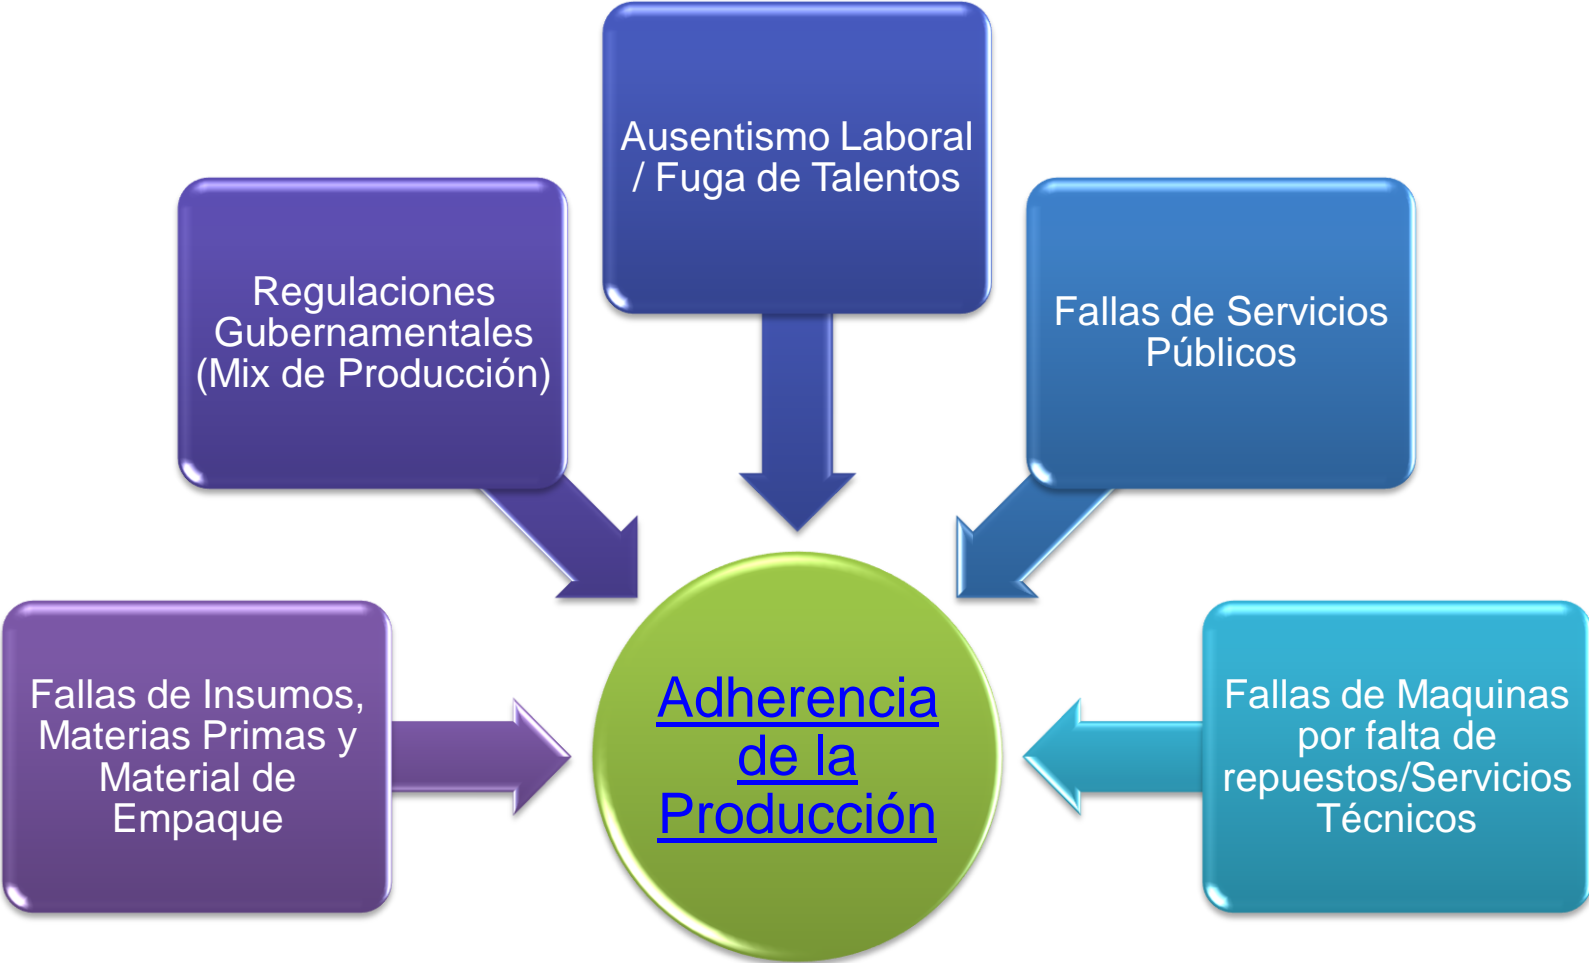 Ausentismo Laboral
/ Fuga de Talentos
Regulaciones
Gubernamentales
(Mix de Producción)
Fallas de Servicios
Públicos
Fallas de Insumos,
Materias Primas y
Material de
Empaque
Adherencia
de la
Producción
Fallas de Maquinas
por falta de
repuestos/Servicios
Técnicos